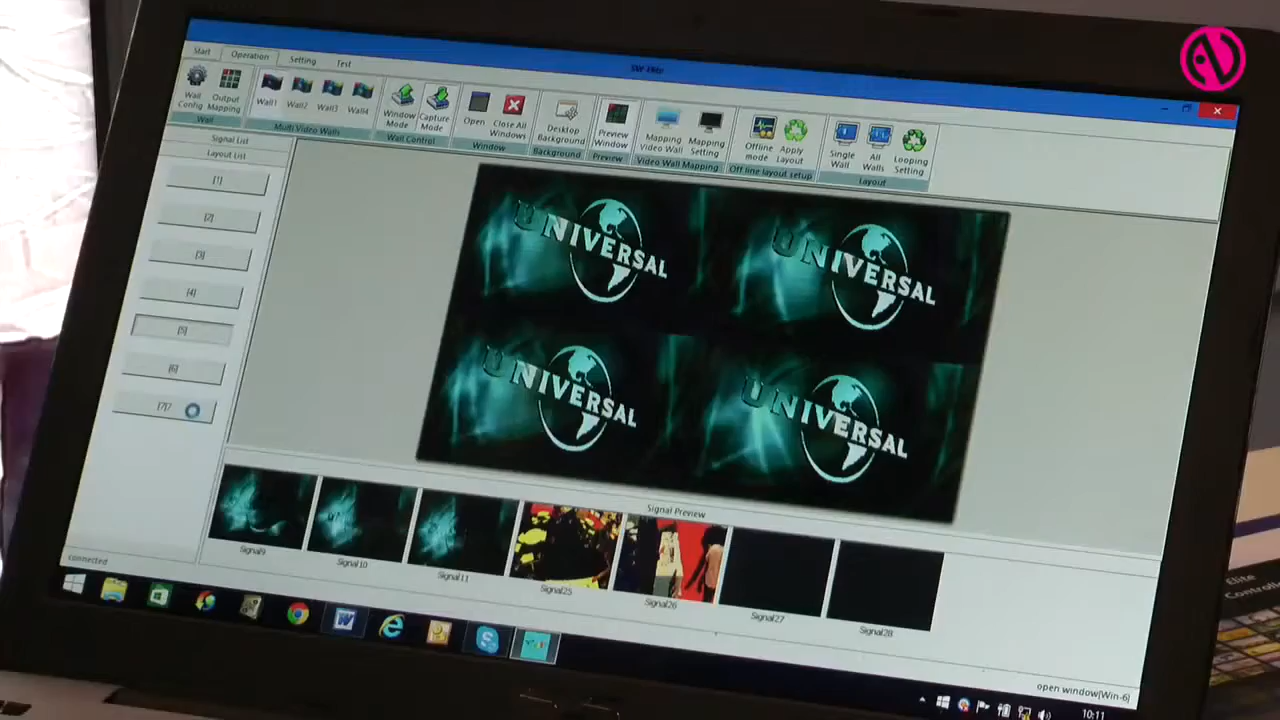 SW-Elite
Start Operation Setting Test
Wall Config
Output Mapping
Wall
Wall1 Wall2 Wall3 Wall4
Multi Video Walls
Window Mode
Capture Mode
Wall Control
Open
Close All Windows
Window
Desktop Background
Background
Preview Window
Preview
Mapping Video Wall
Mapping Setting
Video Wall Mapping
Offline mode
Apply Layout
Off line layout setup
Single Wall
All Walls
Looping Setting
Layout
Signal List
Layout List
[1]
[2]
[3]
[4]
[5]
[6]
[7]7
UNIVERSAL
UNIVERSAL
UNIVERSAL
UNIVERSAL
Signal Preview
Signal9
Signal10
Signal11
Signal25
Signal26
Signal27
Signal28
connected
open window[Win-6]
10:11
Elite